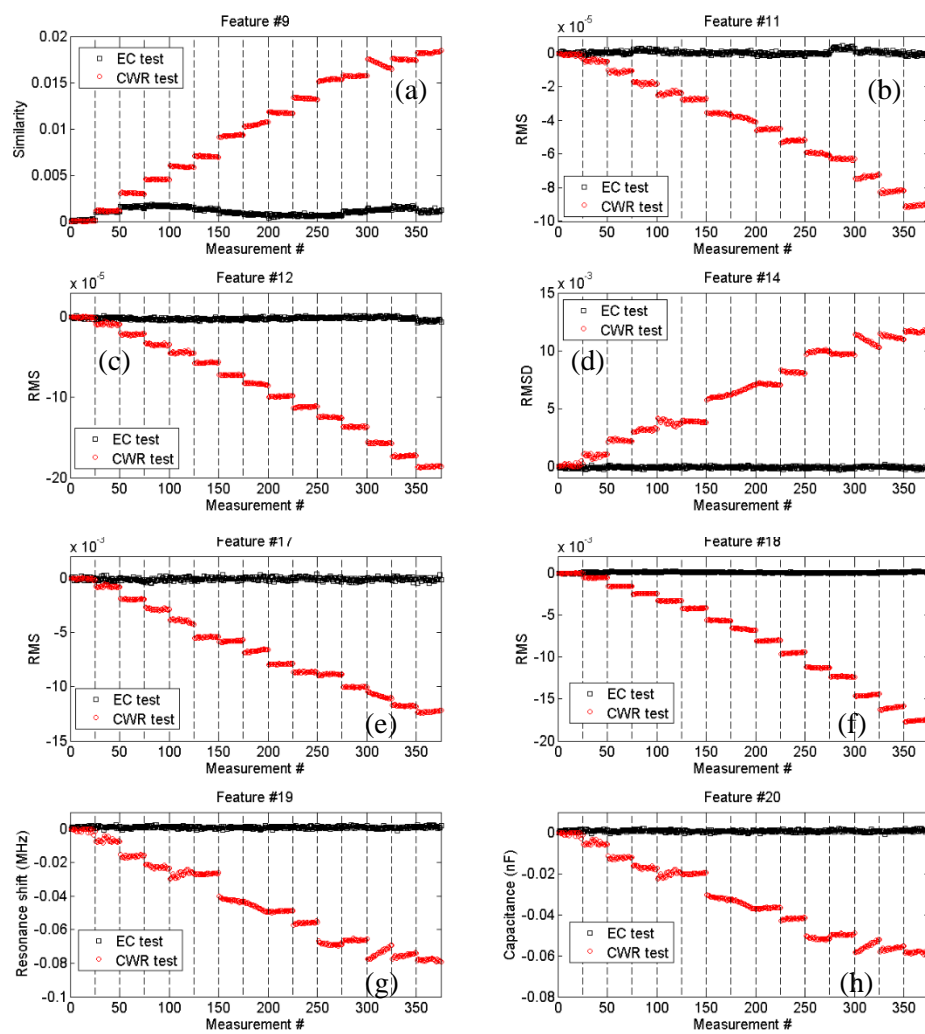 Feature #9
0.02
0.015
0.01
0.005
0
Similarity
EC test
CWR test
(a)
0 50 100 150 200 250 300 350
Measurement #
Feature #11
x 10-5
0
-2
-4
-6
-8
-10
RMS
(b)
EC test
CWR test
0 50 100 150 200 250 300 350
Measurement #
Feature #12
x 10-5
0
-10
-20
RMS
(c)
EC test
CWR test
0 50 100 150 200 250 300 350
Measurement #
Feature #14
x 10-3
15
10
5
0
RMSD
EC test
CWR test
(d)
0 50 100 150 200 250 300 350
Measurement #
Feature #17
x 10-3
0
-5
-10
-15
RMS
EC test
CWR test
(e)
0 50 100 150 200 250 300 350
Measurement #
Feature #18
x 10-3
0
-5
-10
-15
-20
RMS
EC test
CWR test
(f)
0 50 100 150 200 250 300 350
Measurement #
Feature #19
0
-0.02
-0.04
-0.06
-0.08
-0.1
Resonance shift (MHz)
EC test
CWR test
(g)
0 50 100 150 200 250 300 350
Measurement #
Feature #20
0
-0.02
-0.04
-0.06
-0.08
Capacitance (nF)
EC test
CWR test
(h)
0 50 100 150 200 250 300 350
Measurement #